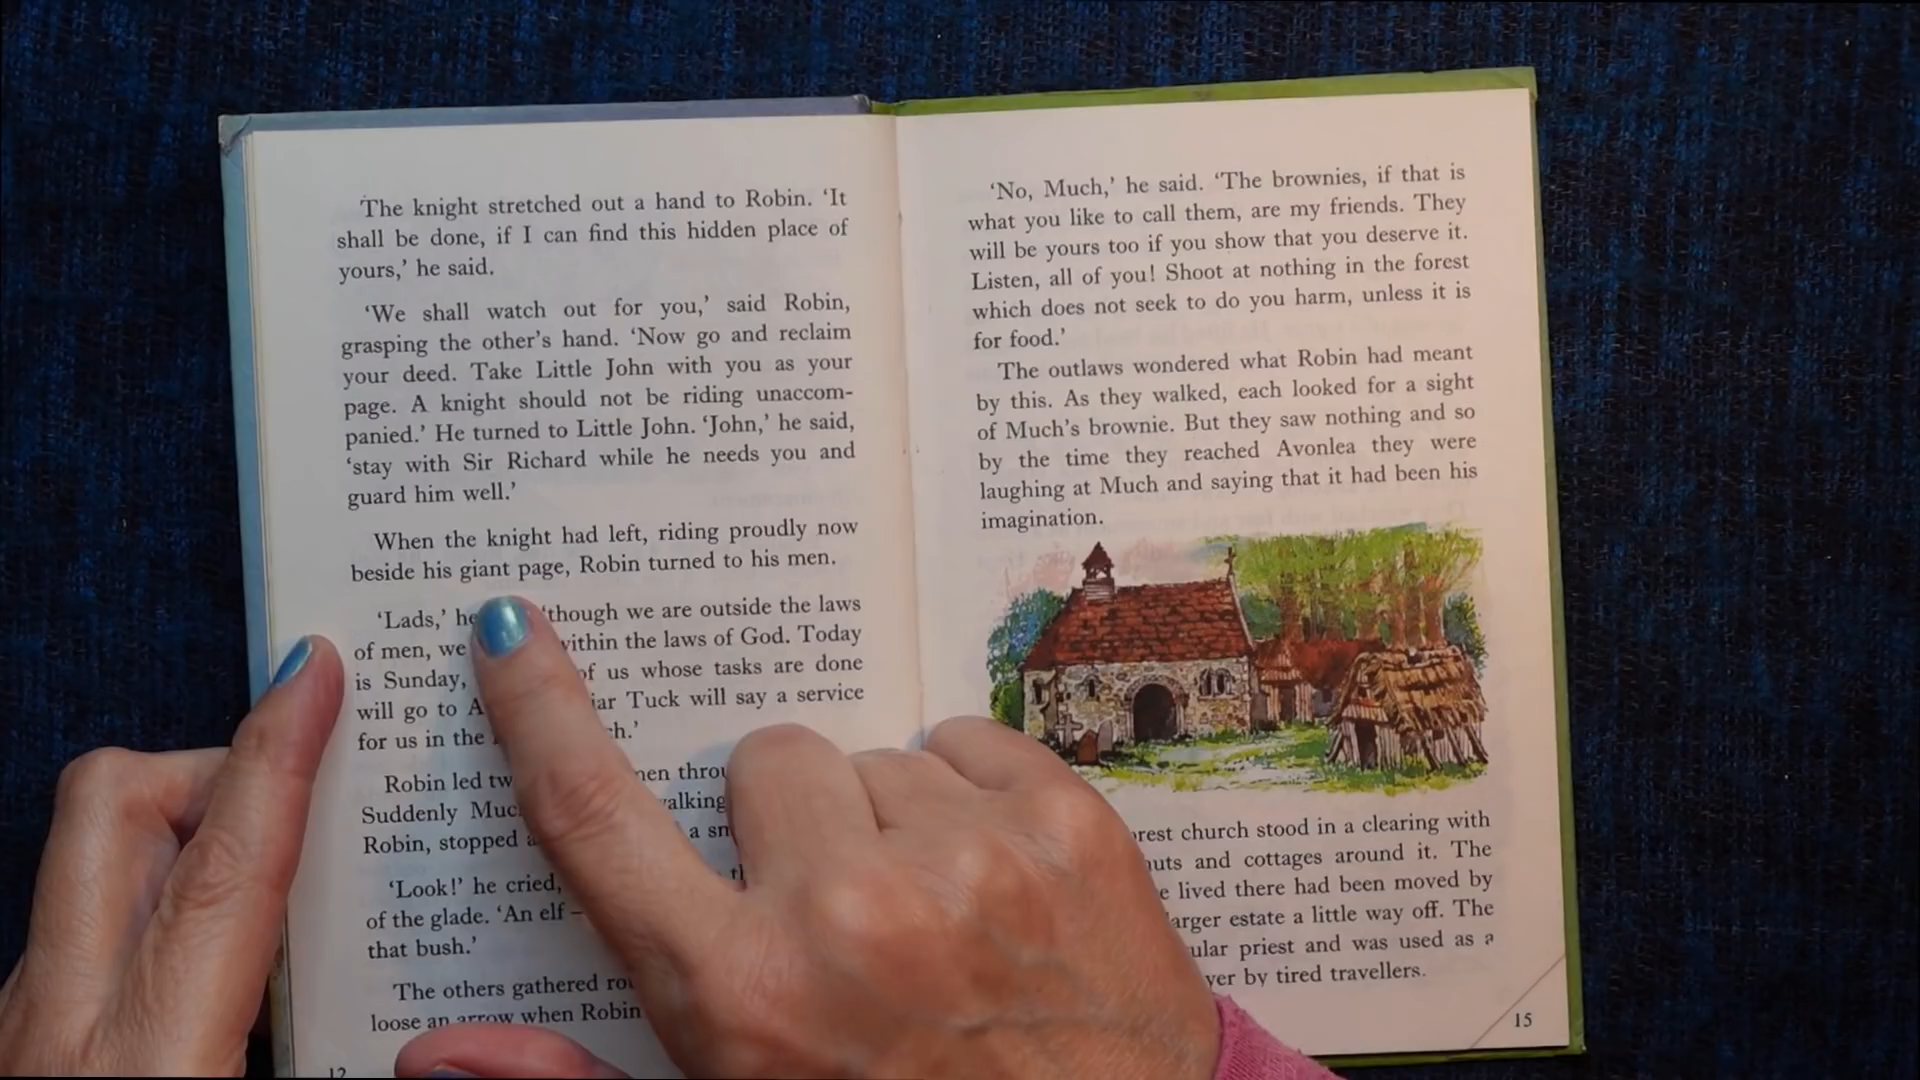 The knight stretched out a hand to Robin. ‘It
shall be done, if I can find this hidden place of
yours,’ he said.
‘We shall watch out for you,’ said Robin,
grasping the other’s hand. ‘Now go and reclaim
your deed. Take Little John with you as your
page. A knight should not be riding unaccom-
panied.’ He turned to Little John. ‘John,’ he said,
‘stay with Sir Richard while he needs you and
guard him well.’
When the knight had left, riding proudly now
beside his giant page, Robin turned to his men.
‘Lads,’ he ‘though we are outside the laws
of men, we within the laws of God. Today
is Sunday, of us whose tasks are done
will go to Tuck will say a service
for us in the
Robin led
Suddenly
Robin, stopped a
‘Look!’ he cried,
of the glade. ‘An elf –
that bush.’
The others gathered
loose an arrow when Robin
12
‘No, Much,’ he said. ‘The brownies, if that is
what you like to call them, are my friends. They
will be yours too if you show that you deserve it.
Listen, all of you! Shoot at nothing in the forest
which does not seek to do you harm, unless it is
for food.’
The outlaws wondered what Robin had meant
by this. As they walked, each looked for a sight
of Much’s brownie. But they saw nothing and so
by the time they reached Avonlea they were
laughing at Much and saying that it had been his
imagination.
church stood in a clearing with
huts and cottages around it. The
lived there had been moved by
larger estate a little way off. The
priest and was used as a
by tired travellers.
15